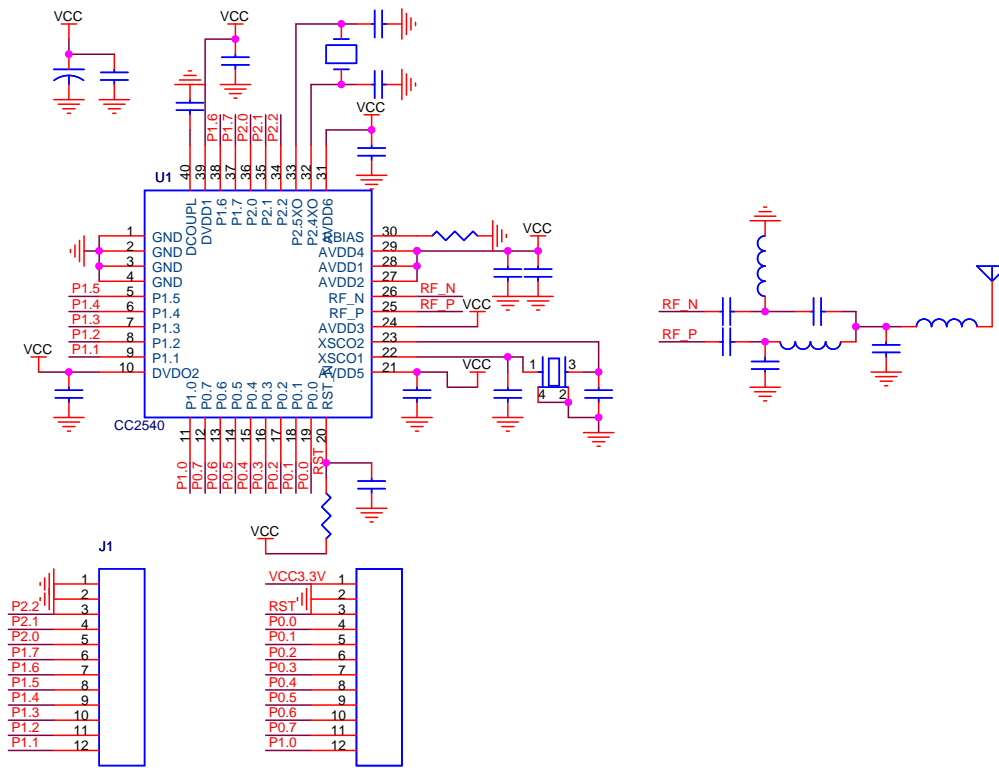 VCC
VCC
VCC
P1.6
P1.7
P2.0
P2.1
P2.2
40
39
38
37
36
35
34
33
32
31
U1
DCOUPL
DVDD1
P1.6
P1.7
P2.0
P2.1
P2.2
P2.5XO
P2.4XO
AVDD6
1 GND
2 GND
3 GND
4 GND
P1.5 5 P1.5
P1.4 6 P1.4
P1.3 7 P1.3
P1.2 8 P1.2
P1.1 9 P1.1
VCC
10 DVDO2
RBIAS 30
VCC
AVDD4 29
AVDD1 28
AVDD2 27
RF_N 26 RF_N
RF_P 25 RF_P
VCC
AVDD3 24
XSCO2 23
XSCO1 22
AVDD5 21
VCC
1 3
4 2
RF_N
RF_P
P1.0
P0.7
P0.6
P0.5
P0.4
P0.3
P0.2
P0.1
P0.0
RST_N
CC2540
11
12
13
14
15
16
17
18
19
20
P1.0
P0.7
P0.6
P0.5
P0.4
P0.3
P0.2
P0.1
P0.0
RST
VCC
J1
1
2
P2.2 3
P2.1 4
P2.0 5
P1.7 6
P1.6 7
P1.5 8
P1.4 9
P1.3 10
P1.2 11
P1.1 12
VCC3.3V 1
2
RST 3
P0.0 4
P0.1 5
P0.2 6
P0.3 7
P0.4 8
P0.5 9
P0.6 10
P0.7 11
P1.0 12